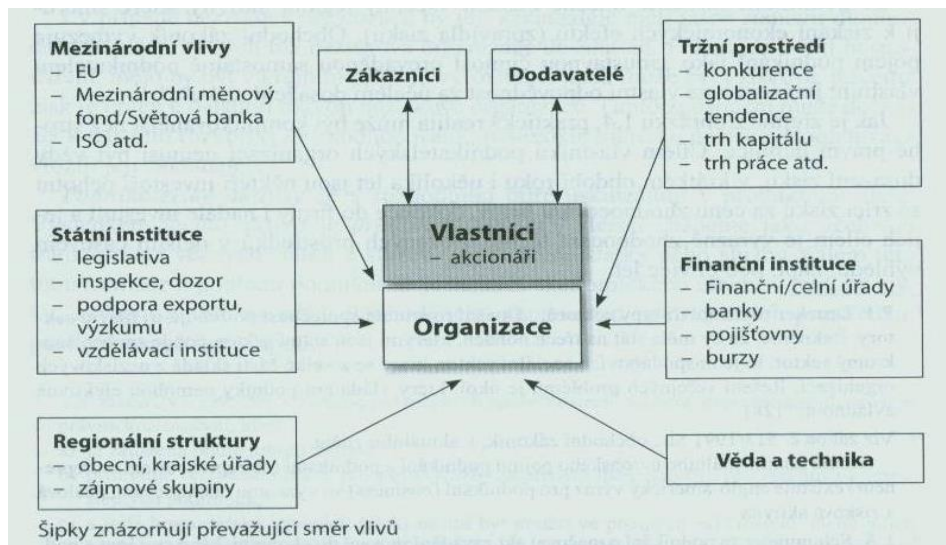 Mezinárodní vlivy
– EU
– Mezinárodní měnový
fond/Světová banka
– ISO atd.
Zákazníci
Dodavatelé
Tržní prostředí
– konkurence
– globalizační
tendence
– trh kapitálu
– trh práce atd.
Státní instituce
– legislativa
– inspekce, dozor
– podpora exportu,
výzkumu
– vzdělávací instituce
Vlastníci
– akcionáři
Organizace
Finanční instituce
– Finanční/celní úřady
– banky
– pojišťovny
– burzy
Regionální struktury
– obecní, krajské úřady
– zájmové skupiny
Věda a technika
Šipky znázorňují převažující směr vlivů